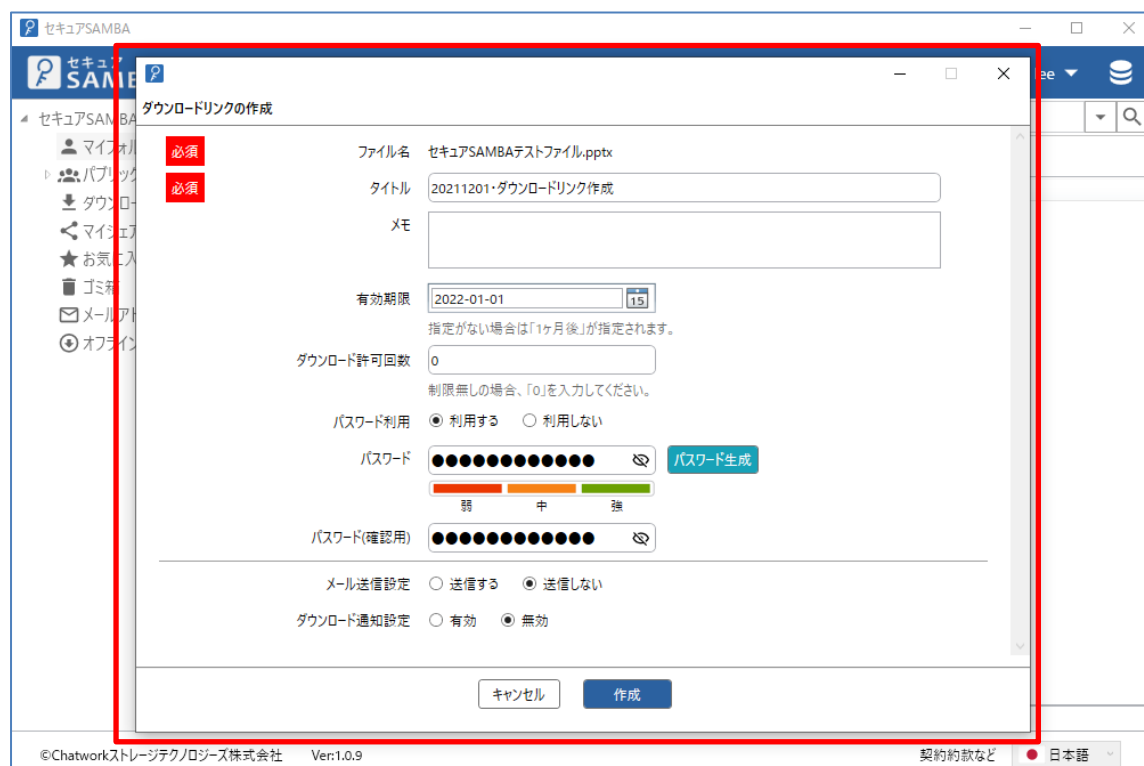 セキュアSAMBA
セキュア
SAMB
ee
ダウンロードリンクの作成
セキュアSAMBA
マイフォル
パブリック
ダウンロー
マイシェア
お気に入
ゴミ箱
メールアド
オフライン
必須 ファイル名 セキュアSAMBAテストファイル.pptx
必須 タイトル 20211201・ダウンロードリンク作成
メモ
有効期限 2022-01-01 15
指定がない場合は「1ヶ月後」が指定されます。
ダウンロード許可回数 0
制限無しの場合、「0」を入力してください。
パスワード利用 利用する 利用しない
パスワード ●●●●●●●●●●●● パスワード生成
弱 中 強
パスワード(確認用) ●●●●●●●●●●●●
メール送信設定 送信する 送信しない
ダウンロード通知設定 有効 無効
キャンセル 作成
©Chatworkストレージテクノロジーズ株式会社 Ver:1.0.9 契約約款など 日本語